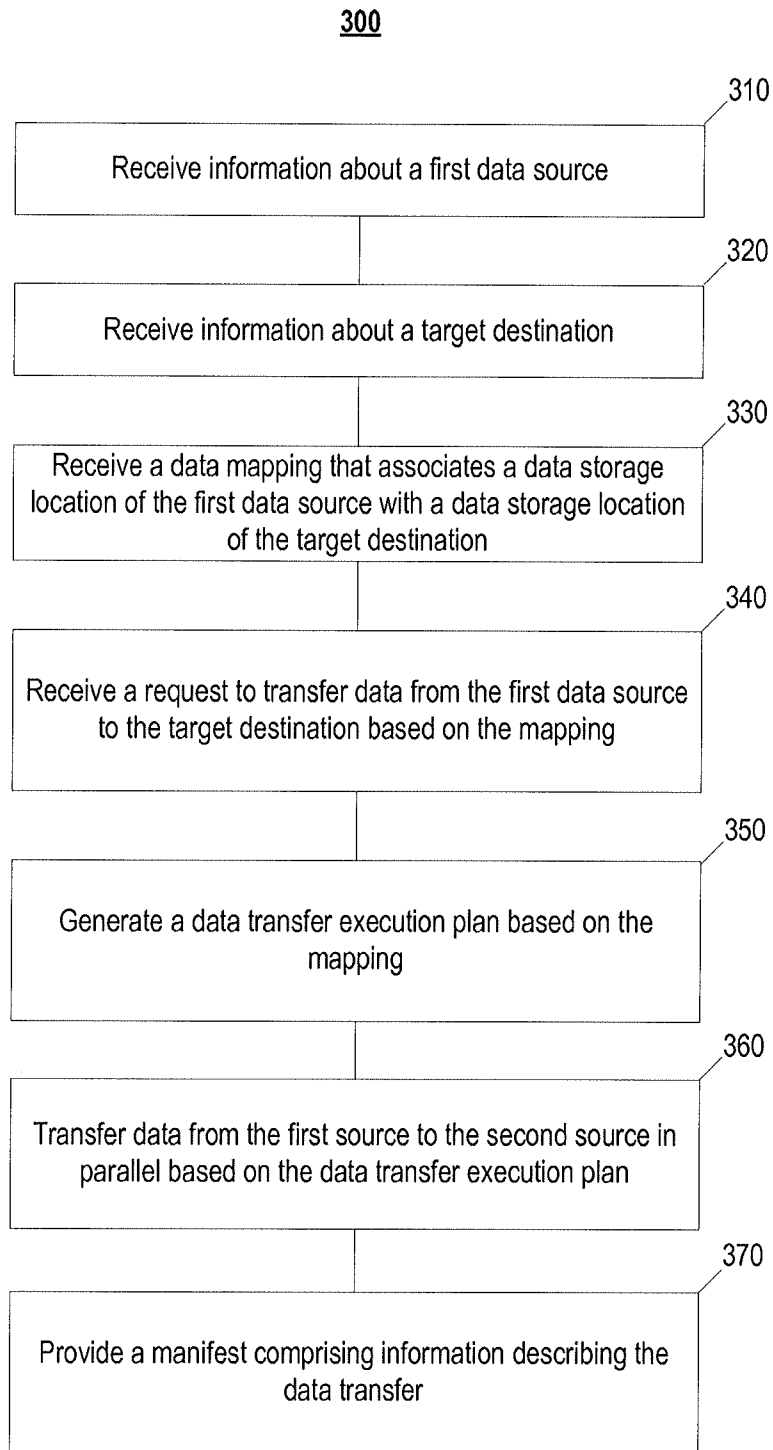 300
310
Receive information about a first data source
320
Receive information about a target destination
330
Receive a data mapping that associates a data storage
location of the first data source with a data storage location
of the target destination
340
Receive a request to transfer data from the first data source
to the target destination based on the mapping
350
Generate a data transfer execution plan based on the
mapping
360
Transfer data from the first source to the second source in
parallel based on the data transfer execution plan
370
Provide a manifest comprising information describing the
data transfer